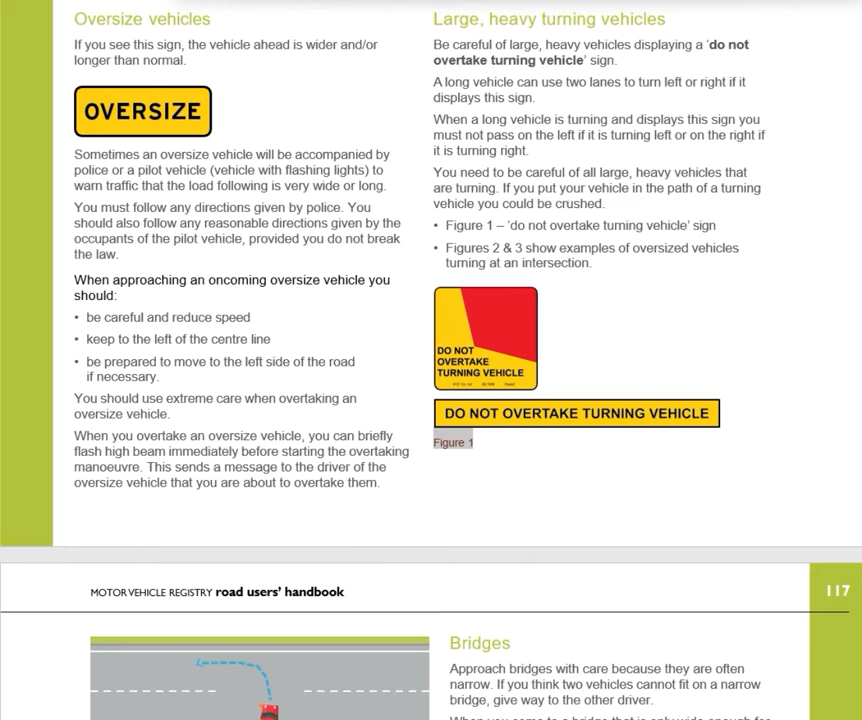 Oversize vehicles
If you see this sign, the vehicle ahead is wider and/or
longer than normal.
OVERSIZE
Sometimes an oversize vehicle will be accompanied by
police or a pilot vehicle (vehicle with flashing lights) to
warn traffic that the load following is very wide or long.
You must follow any directions given by police. You
should also follow any reasonable directions given by the
occupants of the pilot vehicle, provided you do not break
the law.
When approaching an oncoming oversize vehicle you
should:
• be careful and reduce speed
• keep to the left of the centre line
• be prepared to move to the left side of the road
if necessary.
You should use extreme care when overtaking an
oversize vehicle.
When you overtake an oversize vehicle, you can briefly
flash high beam immediately before starting the overtaking
manoeuvre. This sends a message to the driver of the
oversize vehicle that you are about to overtake them.
Large, heavy turning vehicles
Be careful of large, heavy vehicles displaying a ‘do not
overtake turning vehicle’ sign.
A long vehicle can use two lanes to turn left or right if it
displays this sign.
When a long vehicle is turning and displays this sign you
must not pass on the left if it is turning left or on the right if
it is turning right.
You need to be careful of all large, heavy vehicles that
are turning. If you put your vehicle in the path of a turning
vehicle you could be crushed.
• Figure 1 – ‘do not overtake turning vehicle’ sign
• Figures 2 & 3 show examples of oversized vehicles
turning at an intersection.
DO NOT
OVERTAKE
TURNING VEHICLE
DO NOT OVERTAKE TURNING VEHICLE
Figure 1
MOTOR VEHICLE REGISTRY road users’ handbook
117
Bridges
Approach bridges with care because they are often
narrow. If you think two vehicles cannot fit on a narrow
bridge, give way to the other driver.